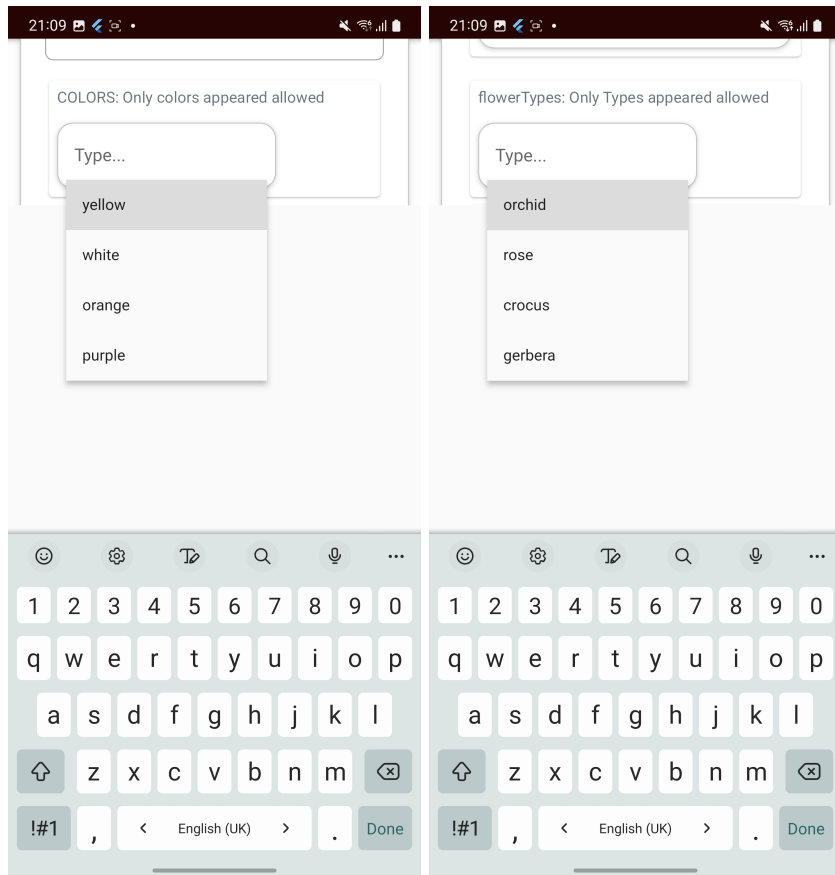 21:09
COLORS: Only colors appeared allowed
Type...
yellow
white
orange
purple
1 2 3 4 5 6 7 8 9 0
q w e r t y u i o p
a s d f g h j k l
z x c v b n m
!#1 , English (UK) . Done
21:09
flowerTypes: Only Types appeared allowed
Type...
orchid
rose
crocus
gerbera
1 2 3 4 5 6 7 8 9 0
q w e r t y u i o p
a s d f g h j k l
z x c v b n m
!#1 , English (UK) . Done